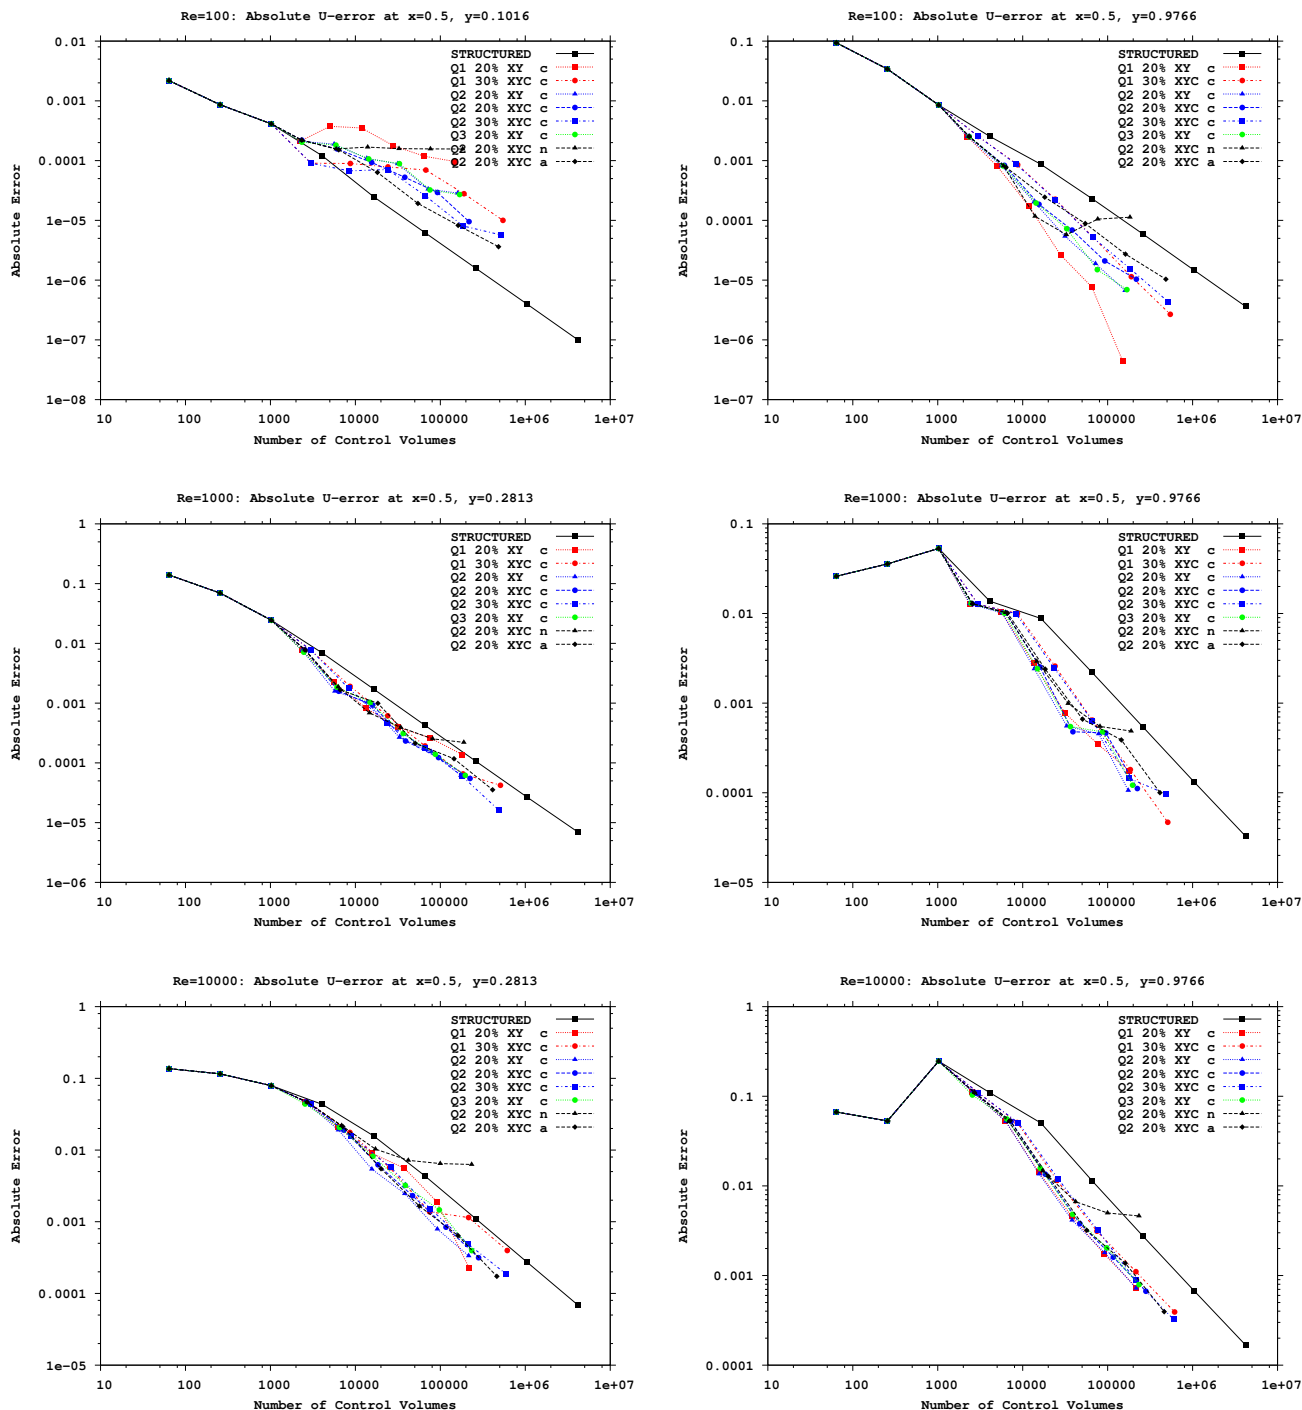 Re=100: Absolute U-error at x=0.5, y=0.1016
0.01
0.001
0.0001
1e-05
1e-06
1e-07
1e-08
Absolute Error
STRUCTURED
Q1 20% XY c
Q1 30% XYC c
Q2 20% XY c
Q2 20% XYC c
Q2 30% XYC c
Q3 20% XY c
Q2 20% XYC n
Q2 20% XYC a
10 100 1000 10000 100000 1e+06 1e+07
Number of Control Volumes
Re=100: Absolute U-error at x=0.5, y=0.9766
0.1
0.01
0.001
0.0001
1e-05
1e-06
1e-07
Absolute Error
STRUCTURED
Q1 20% XY c
Q1 30% XYC c
Q2 20% XY c
Q2 20% XYC c
Q2 30% XYC c
Q3 20% XY c
Q2 20% XYC n
Q2 20% XYC a
10 100 1000 10000 100000 1e+06 1e+07
Number of Control Volumes
Re=1000: Absolute U-error at x=0.5, y=0.2813
1
0.1
0.01
0.001
0.0001
1e-05
1e-06
Absolute Error
STRUCTURED
Q1 20% XY c
Q1 30% XYC c
Q2 20% XY c
Q2 20% XYC c
Q2 30% XYC c
Q3 20% XY c
Q2 20% XYC n
Q2 20% XYC a
10 100 1000 10000 100000 1e+06 1e+07
Number of Control Volumes
Re=1000: Absolute U-error at x=0.5, y=0.9766
0.1
0.01
0.001
0.0001
1e-05
Absolute Error
STRUCTURED
Q1 20% XY c
Q1 30% XYC c
Q2 20% XY c
Q2 20% XYC c
Q2 30% XYC c
Q3 20% XY c
Q2 20% XYC n
Q2 20% XYC a
10 100 1000 10000 100000 1e+06 1e+07
Number of Control Volumes
Re=10000: Absolute U-error at x=0.5, y=0.2813
1
0.1
0.01
0.001
0.0001
1e-05
Absolute Error
STRUCTURED
Q1 20% XY c
Q1 30% XYC c
Q2 20% XY c
Q2 20% XYC c
Q2 30% XYC c
Q3 20% XY c
Q2 20% XYC n
Q2 20% XYC a
10 100 1000 10000 100000 1e+06 1e+07
Number of Control Volumes
Re=10000: Absolute U-error at x=0.5, y=0.9766
1
0.1
0.01
0.001
0.0001
Absolute Error
STRUCTURED
Q1 20% XY c
Q1 30% XYC c
Q2 20% XY c
Q2 20% XYC c
Q2 30% XYC c
Q3 20% XY c
Q2 20% XYC n
Q2 20% XYC a
10 100 1000 10000 100000 1e+06 1e+07
Number of Control Volumes